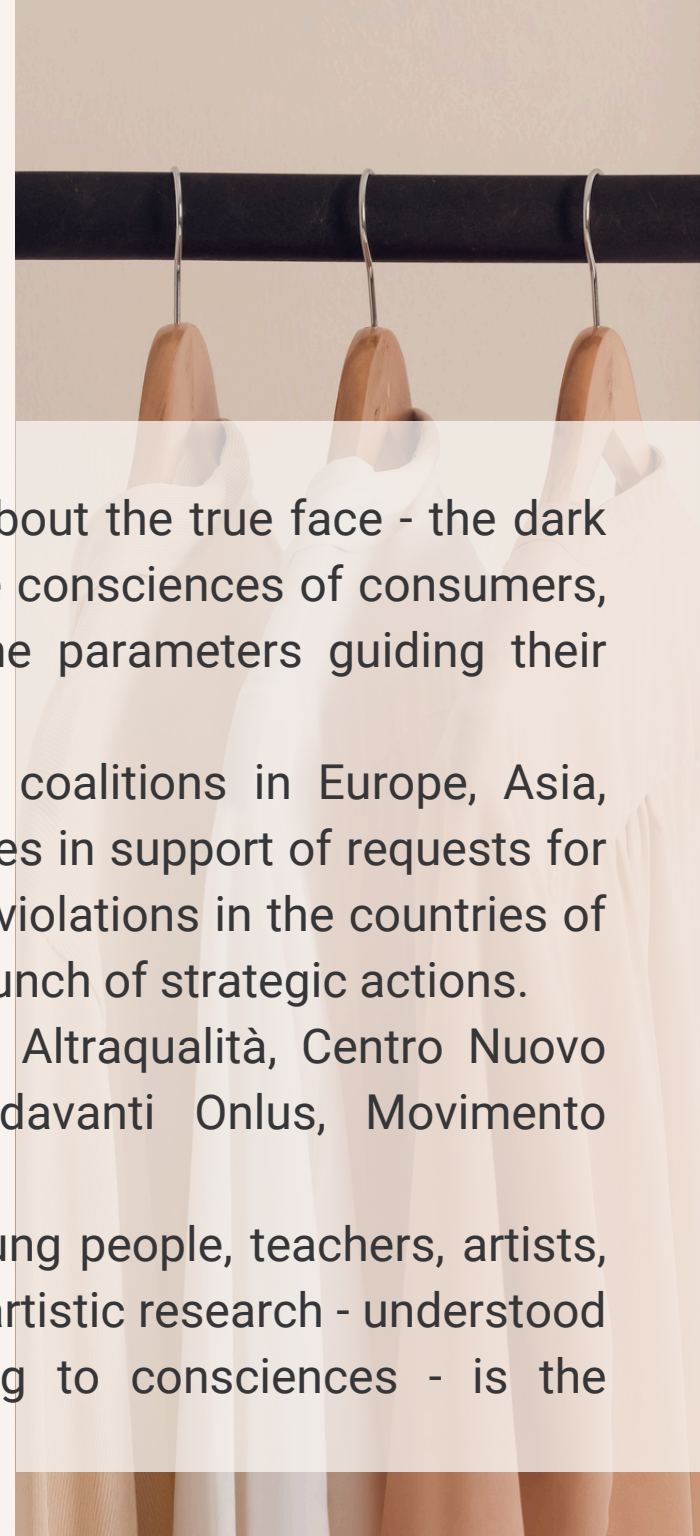 bout the true face - the dark
consciences of consumers,
parameters guiding their
coalitions in Europe, Asia,
es in support of requests for
violations in the countries of
unch of strategic actions.
Altraqualità, Centro Nuovo
davanti Onlus, Movimento
ung people, teachers, artists,
artistic research - understood
g to consciences - is the